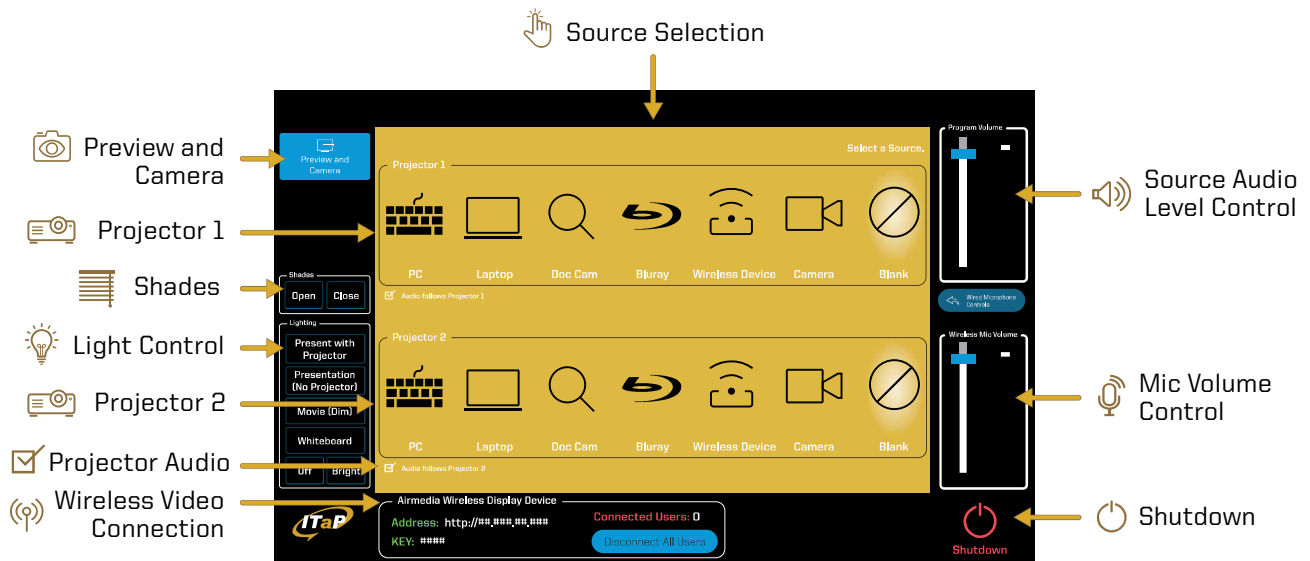 Source Selection
Preview and
Camera
Projector 1
Shades
Light Control
Projector 2
Projector Audio
Wireless Video
Connection
Preview and
Camera
Shades
Open Close
Lighting
Present with
Projector
Presentation
(No Projector)
Movie (Dim)
Whiteboard
Off Bright
ITaP
Select a Source.
Projector 1
PC Laptop Doc Cam Bluray Wireless Device Camera Blank
Audio follows Projector 1
Projector 2
PC Laptop Doc Cam Bluray Wireless Device Camera Blank
Audio follows Projector 2
Airmedia Wireless Display Device
Address: http://##.###.##.###
Connected Users: 0
KEY: ####
Disconnect All Users
Program Volume
Wired Microphone
Controls
Wireless Mic Volume
Shutdown
Source Audio
Level Control
Mic Volume
Control
Shutdown